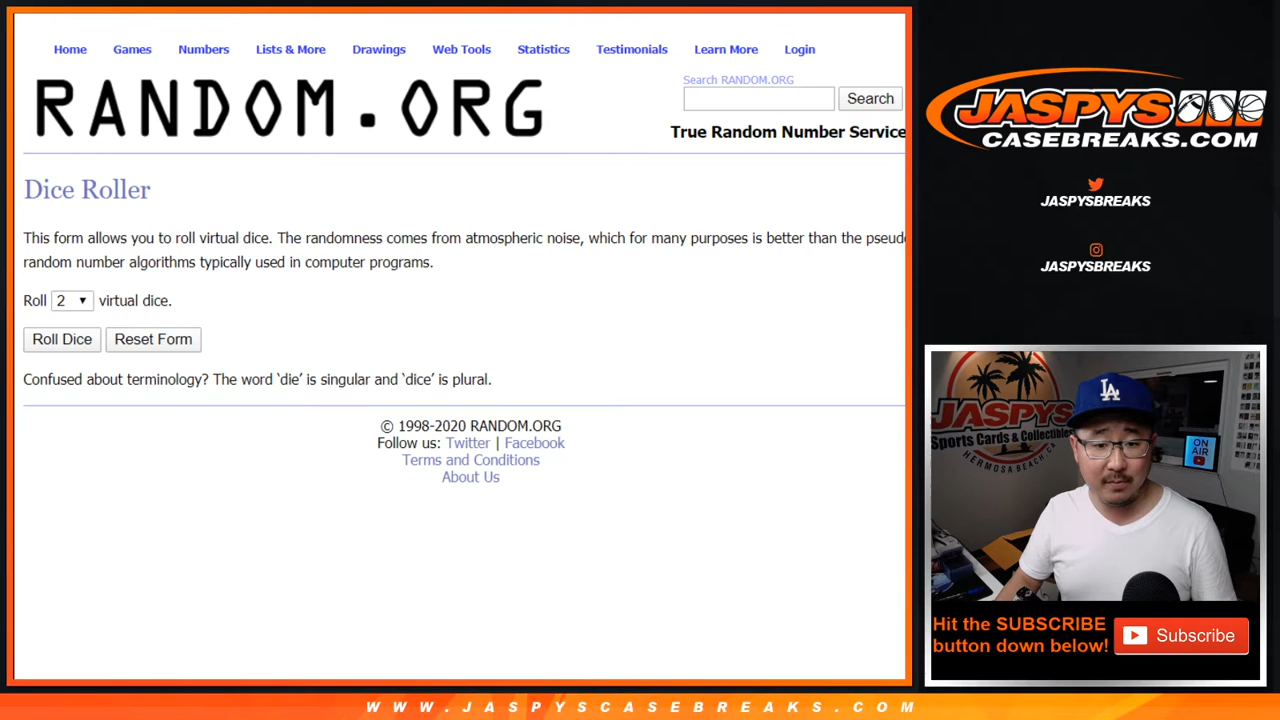 Home Games Numbers Lists & More Drawings Web Tools Statistics Testimonials Learn More Login
RANDOM.ORG
Search RANDOM.ORG
Search
True Random Number Service
Dice Roller
This form allows you to roll virtual dice. The randomness comes from atmospheric noise, which for many purposes is better than the pseudo
random number algorithms typically used in computer programs.
Roll 2 virtual dice.
Roll Dice Reset Form
Confused about terminology? The word ‘die’ is singular and ‘dice’ is plural.
© 1998-2020 RANDOM.ORG
Follow us: Twitter | Facebook
Terms and Conditions
About Us
JASPYS
CASEBREAKS.COM
JASPYSBREAKS
JASPYSBREAKS
JASPYS
Sports Cards & Collectibles
HERMOSA BEACH, CA
LA
ON
AIR
Hit the SUBSCRIBE
button down below!
Subscribe
WWW.JASPYSCASEBREAKS.COM